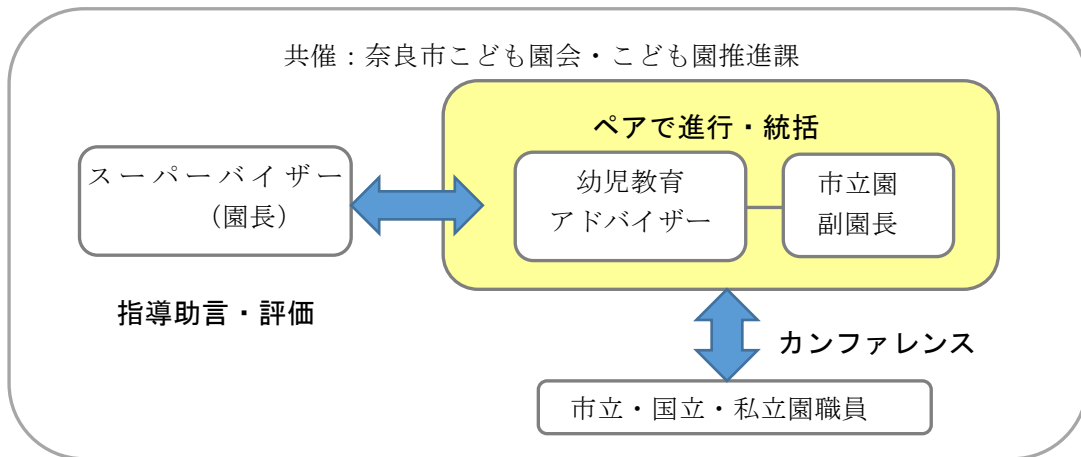 共催：奈良市こども園会・こども園推進課
ペアで進行・統括
スーパーバイザー
（園長）
幼児教育
アドバイザー
市立園
副園長
指導助言・評価
カンファレンス
市立・国立・私立園職員